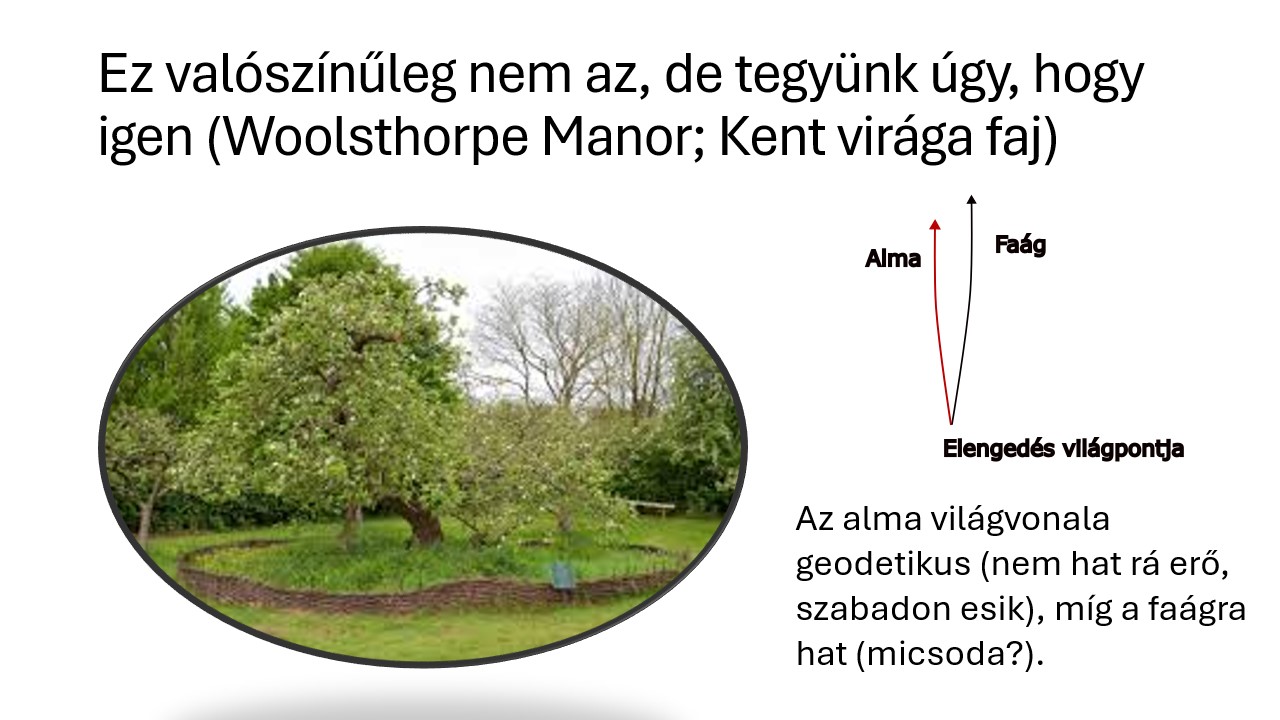 Ez valószínűleg nem az, de tegyünk úgy, hogy
igen (Woolsthorpe Manor; Kent virága faj)
Alma
Faág
Elengedés világpontja
Az alma világvonala
geodetikus (nem hat rá erő,
szabadon esik), míg a faágra
hat (micsoda?).